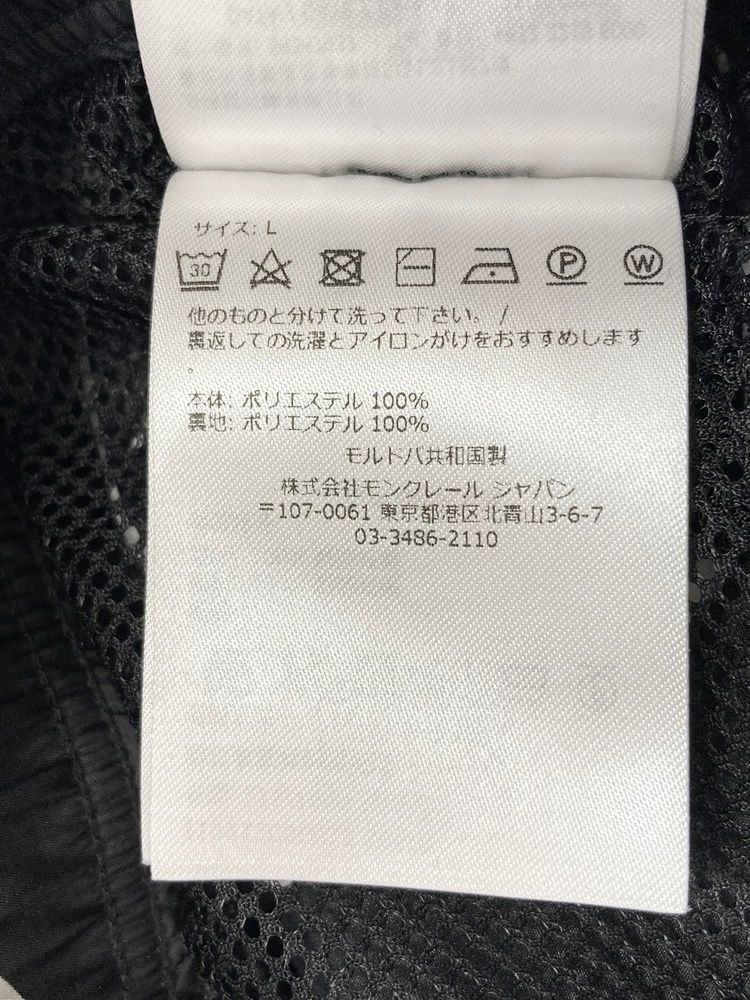 サイズ: L
30
P
W
他のものと分けて洗って下さい。 /
裏返しての洗濯とアイロンがけをおすすめします
。
本体: ポリエステル 100%
裏地: ポリエステル 100%
モルドバ共和国製
株式会社モンクレール ジャパン
〒107-0061 東京都港区北青山3-6-7
03-3486-2110